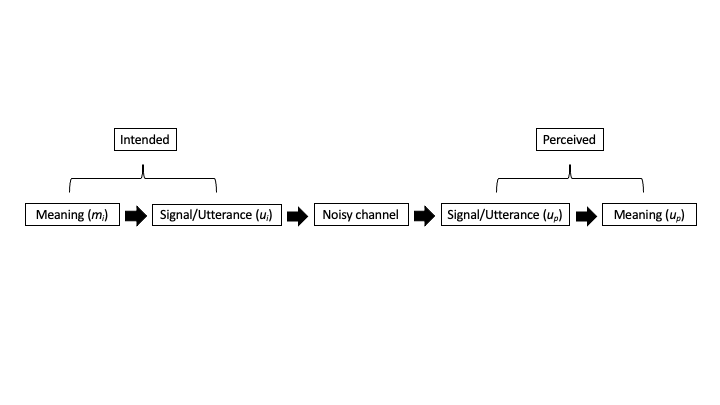 Intended
Perceived
Meaning (mi)
Signal/Utterance (ui)
Noisy channel
Signal/Utterance (up)
Meaning (up)